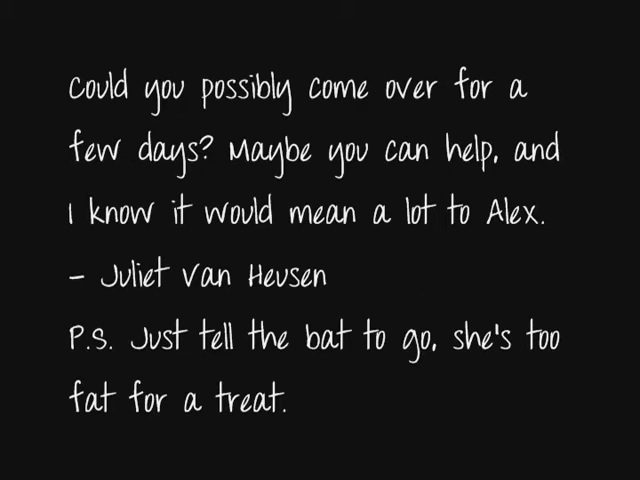 Could you possibly come over for a
few days? Maybe you can help, and
I know it would mean a lot to Alex.
- Juliet Van Heusen
P.S. Just tell the bat to go, she's too
fat for a treat.